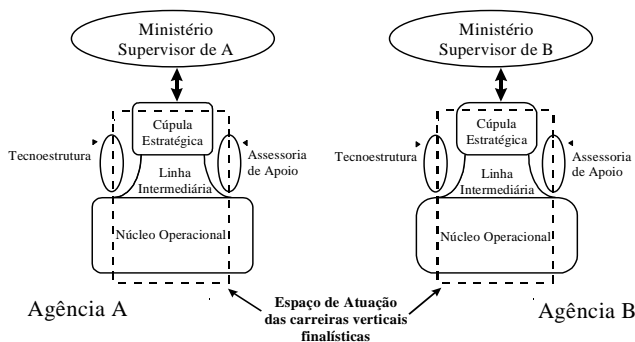 Ministério
Supervisor de A
Cúpula
Estratégica
Tecnoestrutura
Assessoria
de Apoio
Linha
Intermediária
Núcleo Operacional
Agência A
Ministério
Supervisor de B
Cúpula
Estratégica
Tecnoestrutura
Assessoria
de Apoio
Linha
Intermediária
Núcleo Operacional
Agência B
Espaço de Atuação
das carreiras verticais
finalísticas